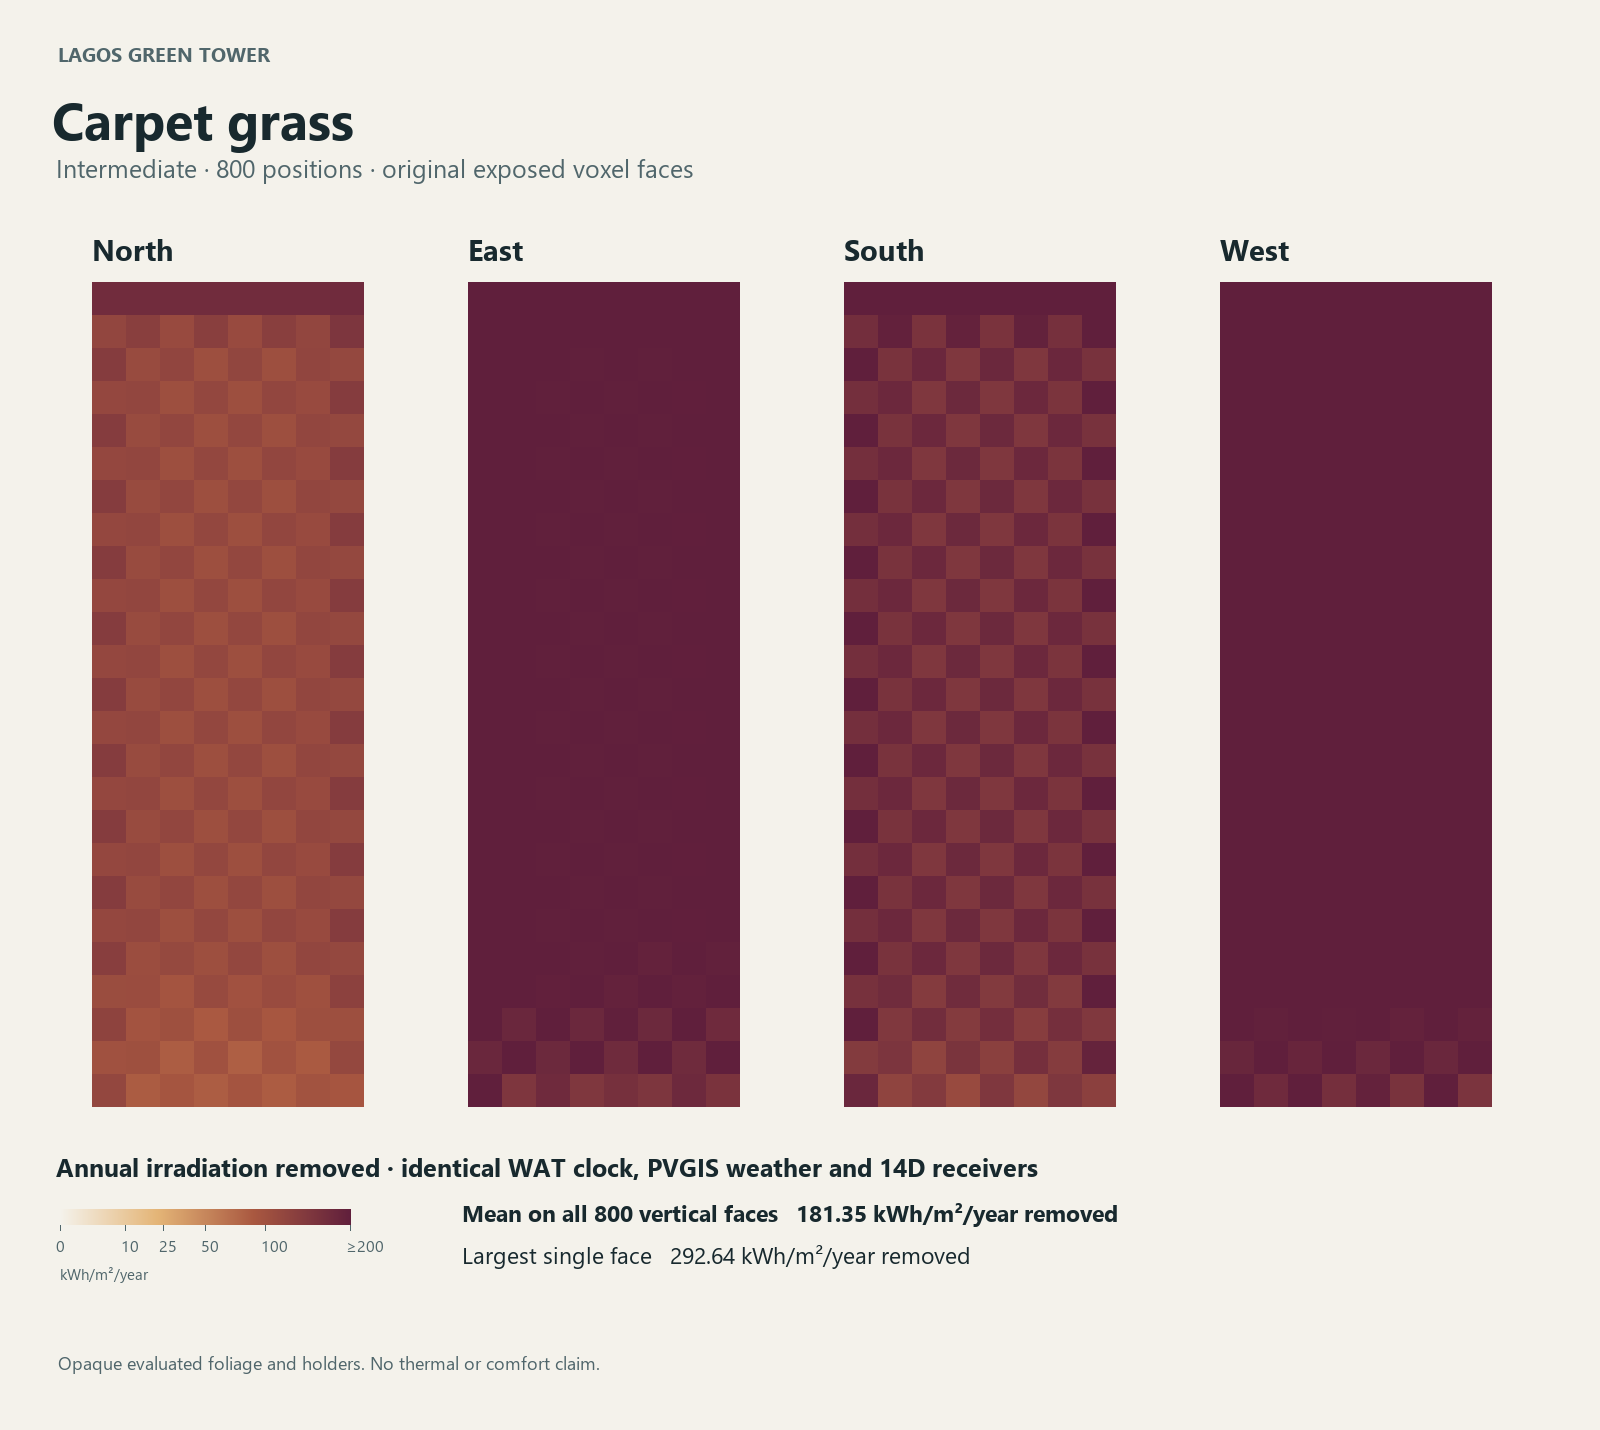 LAGOS GREEN TOWER
Carpet grass
Intermediate · 800 positions · original exposed voxel faces
North East South West
Annual irradiation removed · identical WAT clock, PVGIS weather and 14D receivers
Mean on all 800 vertical faces 181.35 kWh/m²/year removed
0 10 25 50 100 ≥200
Largest single face 292.64 kWh/m²/year removed
kWh/m²/year
Opaque evaluated foliage and holders. No thermal or comfort claim.